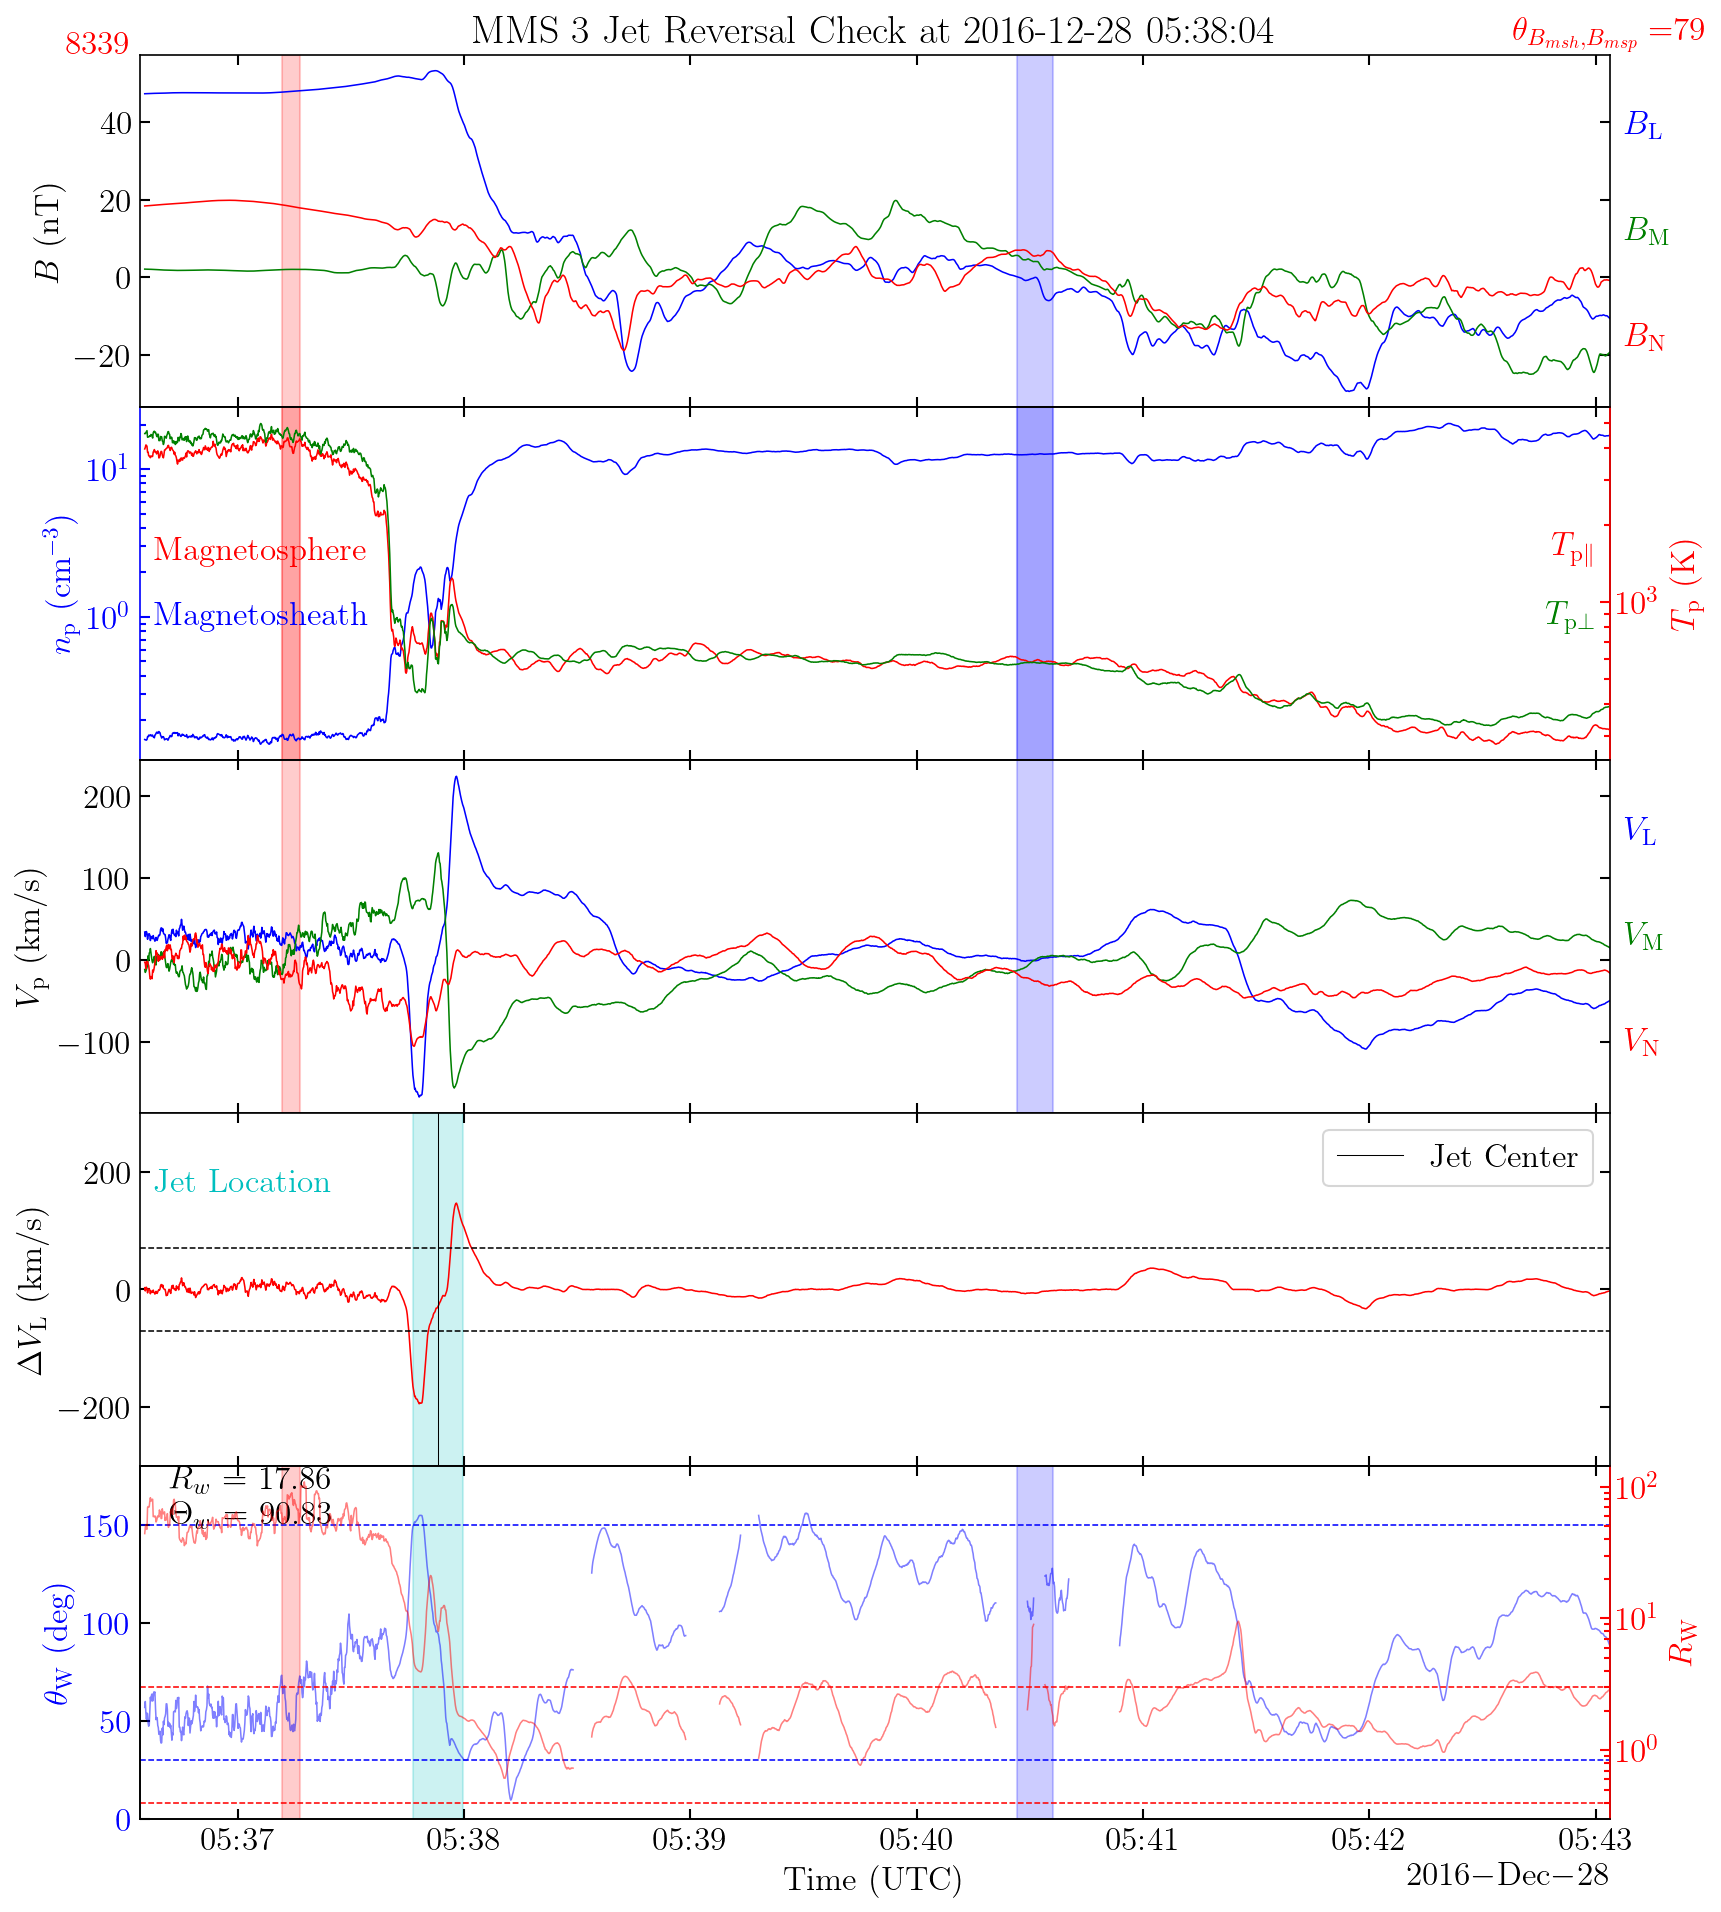 MMS 3 Jet Reversal Check at 2016-12-28 05:38:04
8339
θ_{B_{msh},B_{msp}} =79
B (nT)
40
20
0
−20
B_L
B_M
B_N
n_p (cm^{−3})
10^1
10^0
Magnetosphere
Magnetosheath
T_{p∥}
T_{p⊥}
10^3
T_p (K)
V_p (km/s)
200
100
0
−100
V_L
V_M
V_N
ΔV_L (km/s)
200
0
−200
Jet Location
Jet Center
R_w = 17.86
Θ_w = 90.83
θ_W (deg)
150
100
50
0
10^2
10^1
10^0
R_W
05:37 05:38 05:39 05:40 05:41 05:42 05:43
Time (UTC)
2016−Dec−28